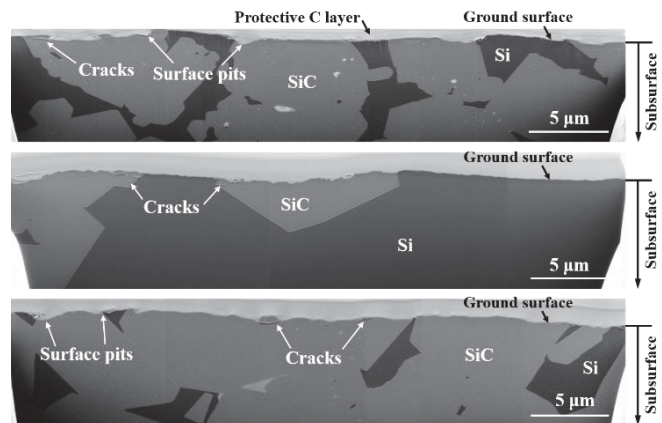 Protective C layer
Ground surface
Cracks
Surface pits
SiC
Si
5 μm
Subsurface
Ground surface
Cracks
SiC
Si
5 μm
Subsurface
Ground surface
Surface pits
Cracks
SiC
Si
5 μm
Subsurface